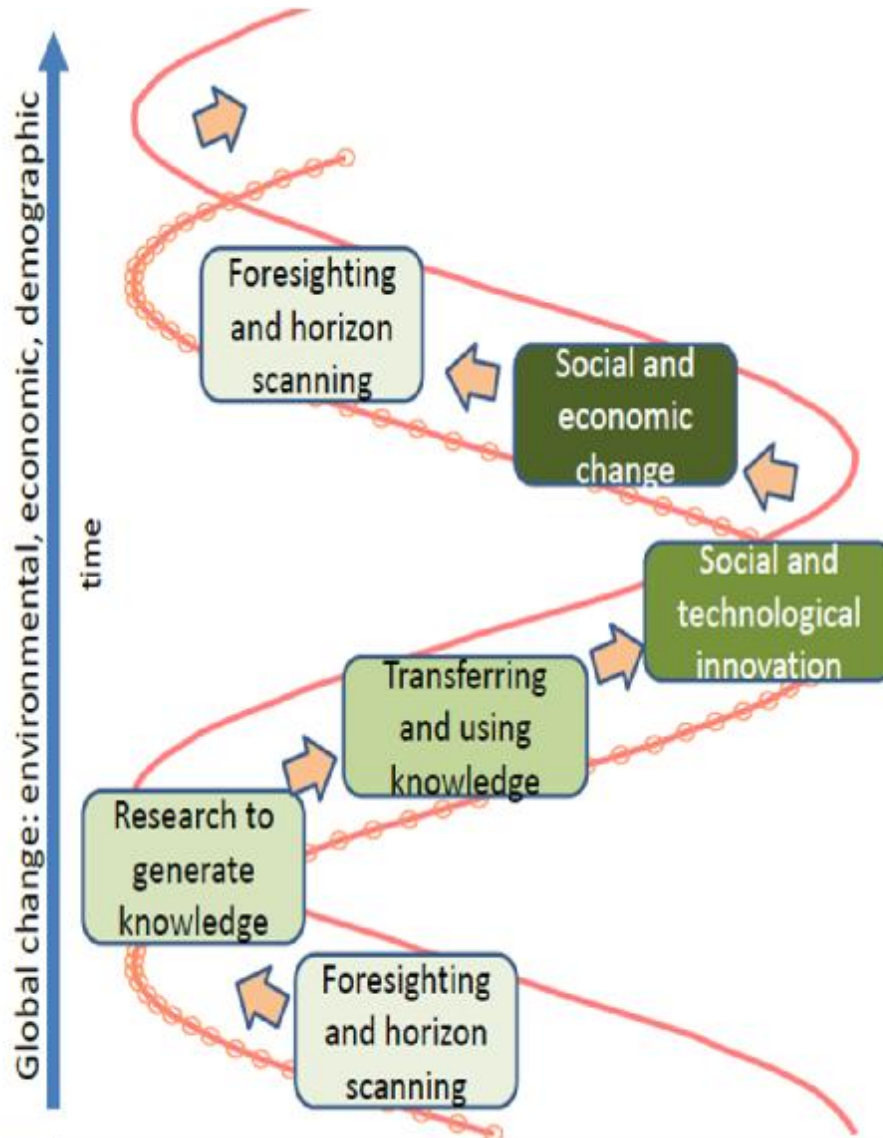 Global change: environmental, economic, demographic
time
Foresighting
and horizon
scanning
Social and
economic
change
Social and
technological
innovation
Transferring
and using
knowledge
Research to
generate
knowledge
Foresighting
and horizon
scanning